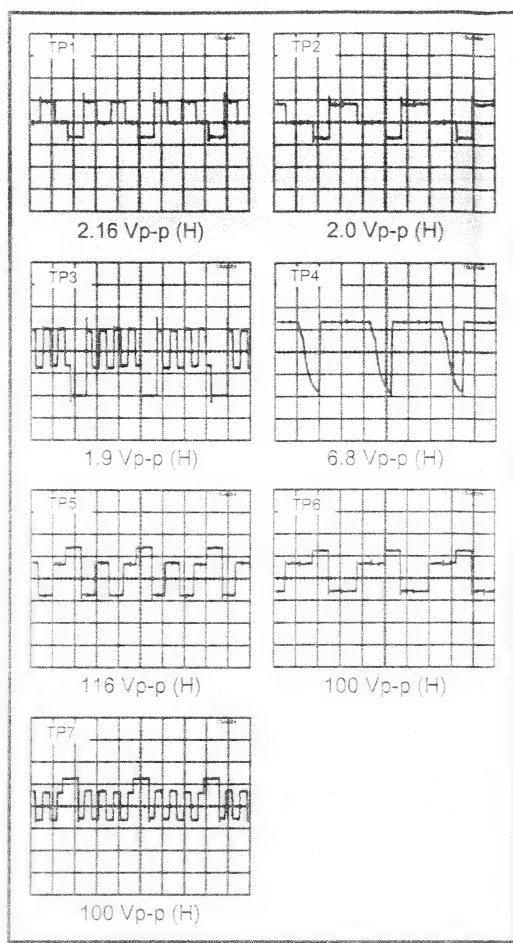 TP1
TP2
2.16 Vp-p (H)
2.0 Vp-p (H)
TP3
TP4
1.9 Vp-p (H)
6.8 Vp-p (H)
TP5
TP6
116 Vp-p (H)
100 Vp-p (H)
TP7
100 Vp-p (H)